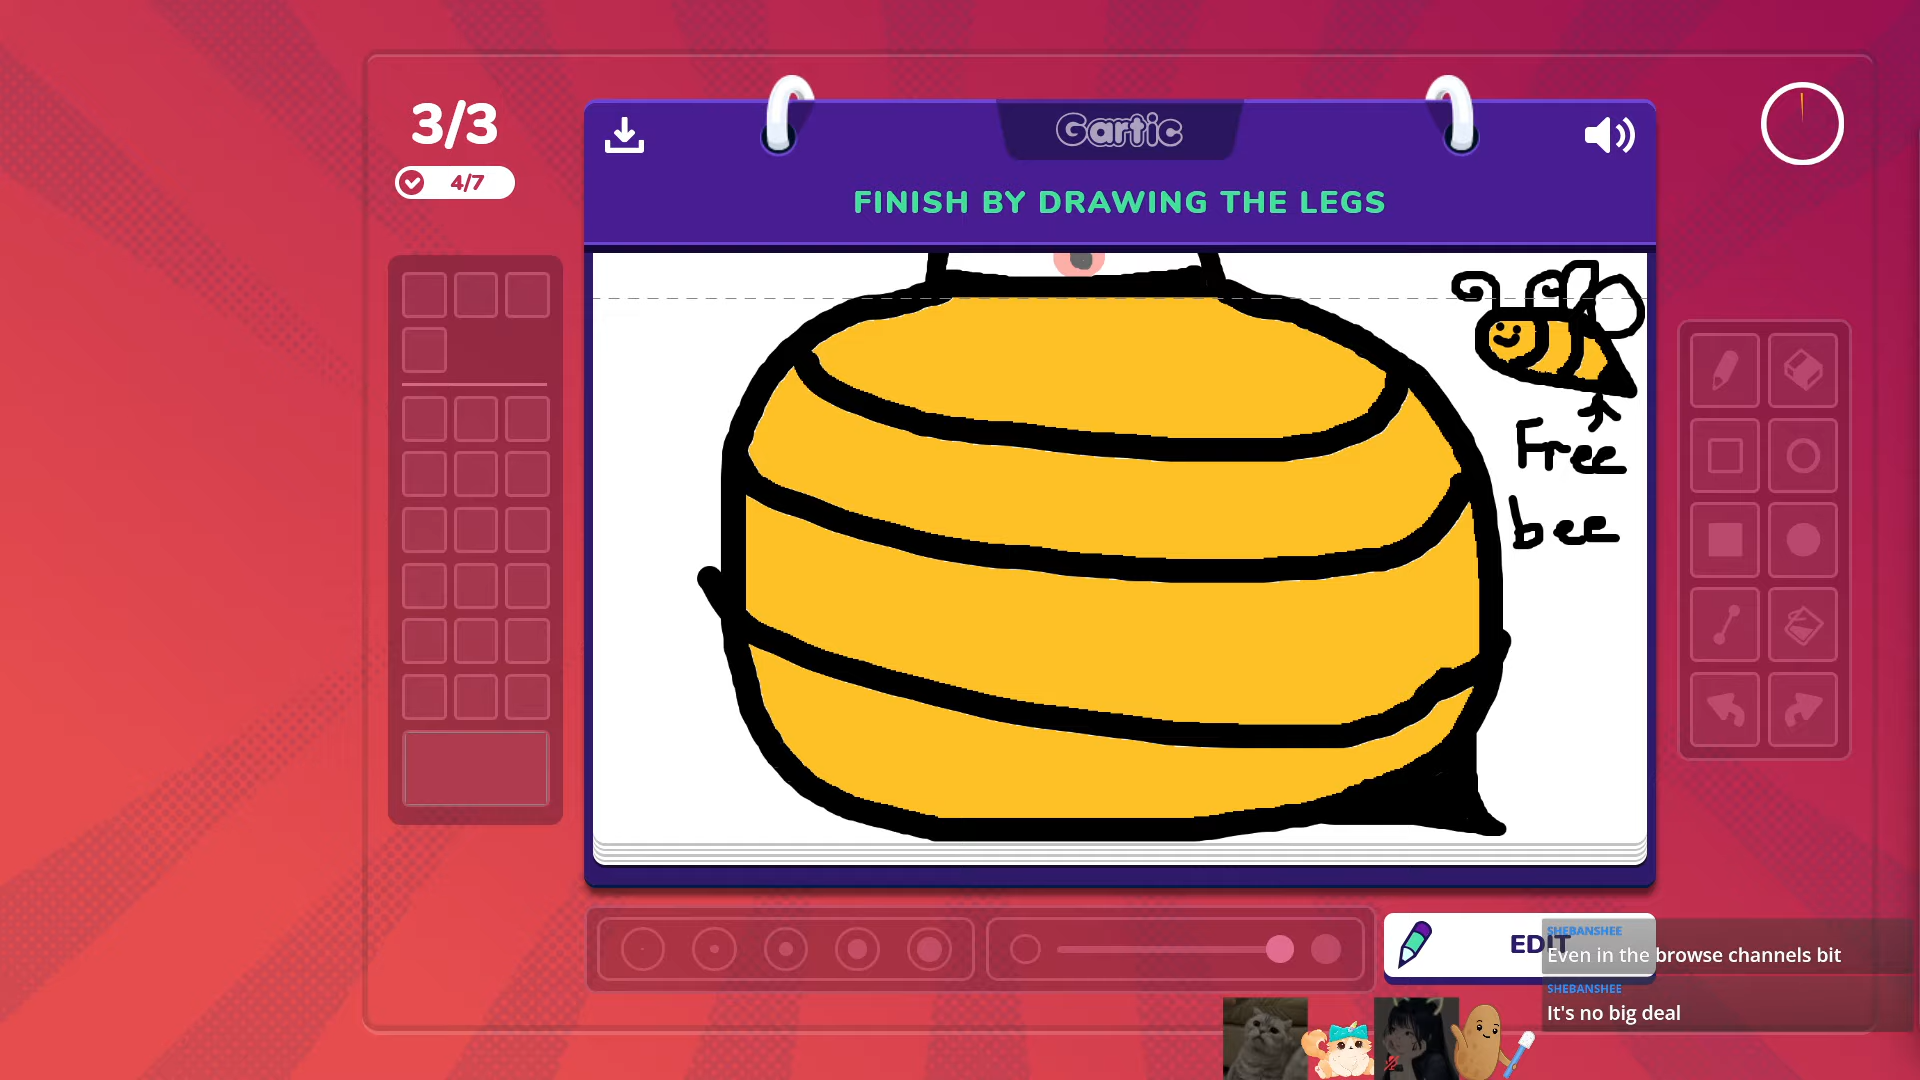 3/3
4/7
Gartic
FINISH BY DRAWING THE LEGS
Free
bee
EDIT
SHEBANSHEE
Even in the browse channels bit
SHEBANSHEE
It's no big deal